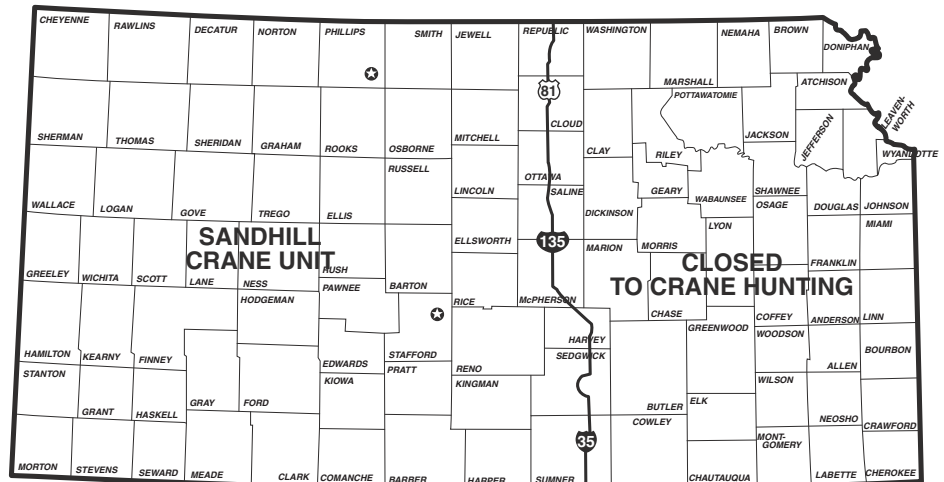 CHEYENNE
RAWLINS
DECATUR
NORTON
PHILLIPS
SMITH
JEWELL
REPUBLIC
WASHINGTON
NEMAHA
BROWN
DONIPHAN
MARSHALL
ATCHISON
81
POTTAWATOMIE
LEAVEN-
WORTH
SHERMAN
THOMAS
SHERIDAN
GRAHAM
ROOKS
OSBORNE
MITCHELL
CLOUD
CLAY
RILEY
JACKSON
JEFFERSON
WYANDOTTE
RUSSELL
LINCOLN
OTTAWA
SALINE
GEARY
WABAUNSEE
SHAWNEE
OSAGE
DOUGLAS
JOHNSON
WALLACE
LOGAN
GOVE
TREGO
ELLIS
ELLSWORTH
DICKINSON
LYON
MIAMI
135
MARION
MORRIS
FRANKLIN
SANDHILL
CRANE UNIT
CLOSED
TO CRANE HUNTING
GREELEY
WICHITA
SCOTT
LANE
NESS
RUSH
PAWNEE
BARTON
HODGEMAN
RICE
McPHERSON
CHASE
COFFEY
ANDERSON
LINN
GREENWOOD
WOODSON
HAMILTON
KEARNY
FINNEY
EDWARDS
STAFFORD
RENO
HARVEY
SEDGWICK
ALLEN
BOURBON
STANTON
KIOWA
PRATT
KINGMAN
WILSON
GRANT
HASKELL
GRAY
FORD
BUTLER
ELK
COWLEY
NEOSHO
CRAWFORD
35
MONT-
GOMERY
MORTON
STEVENS
SEWARD
MEADE
CLARK
COMANCHE
BARBER
HARPER
SUMNER
CHAUTAUQUA
LABETTE
CHEROKEE